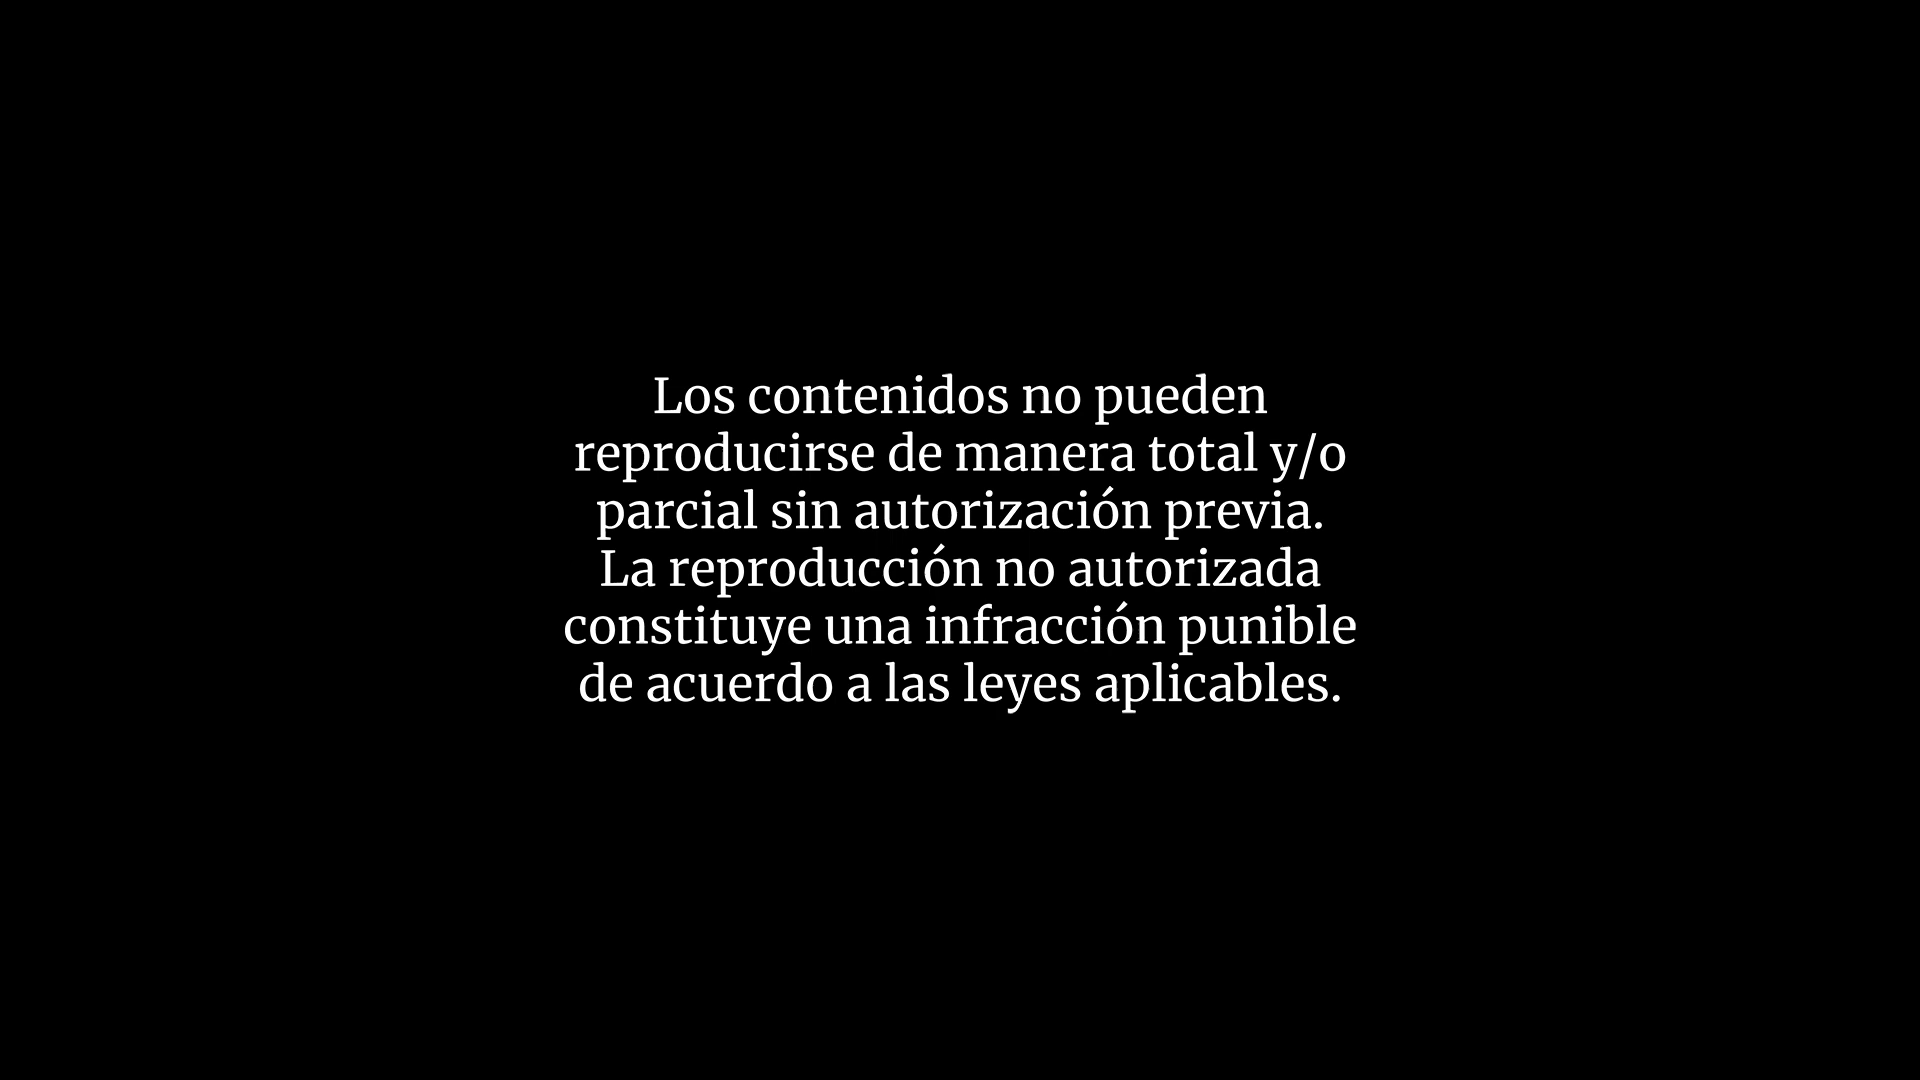 Los contenidos no pueden
reproducirse de manera total y/o
parcial sin autorización previa.
La reproducción no autorizada
constituye una infracción punible
de acuerdo a las leyes aplicables.